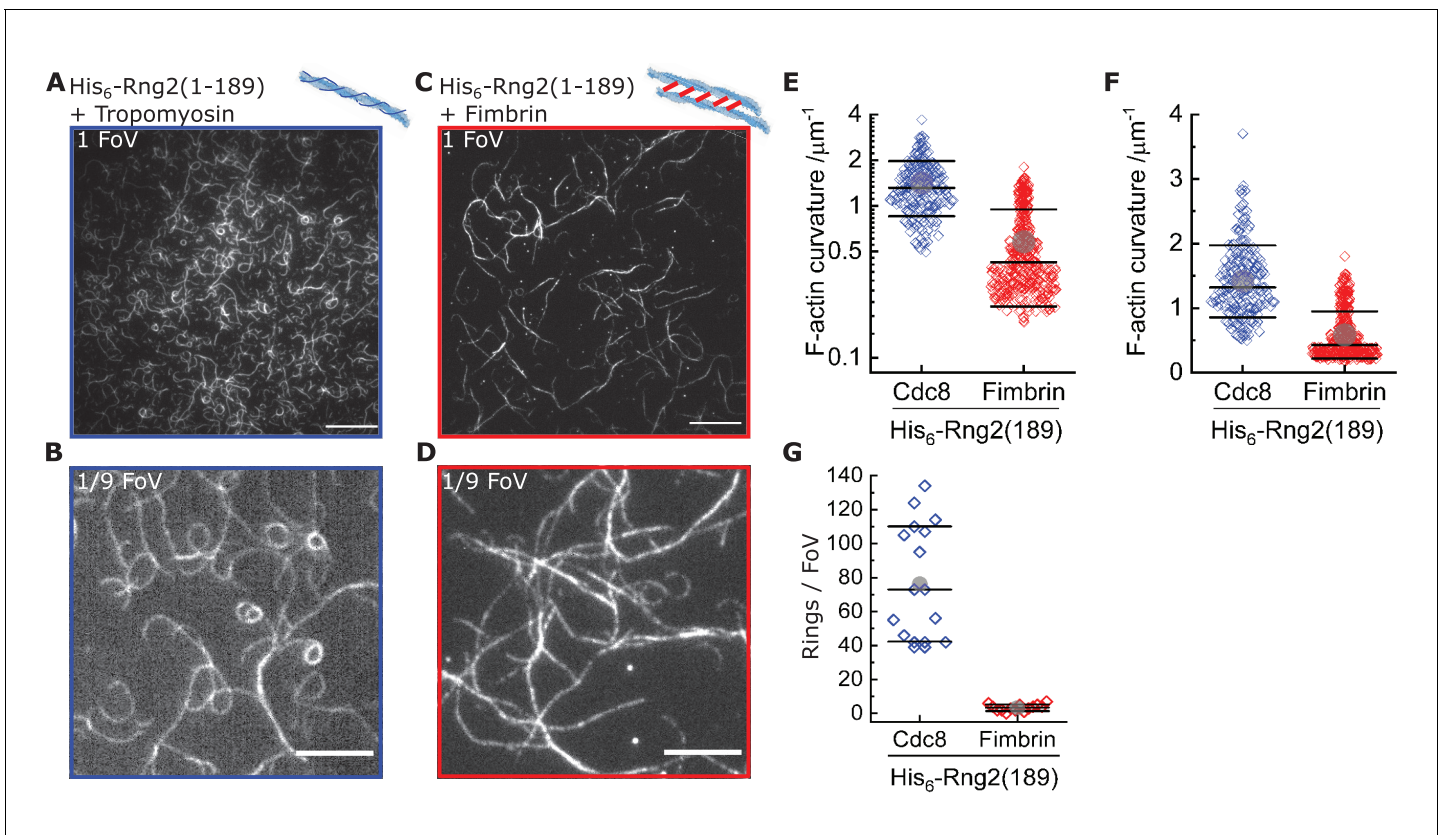 A
His6-Rng2(1-189)
+ Tropomyosin
1 FoV
B
1/9 FoV
C
His6-Rng2(1-189)
+ Fimbrin
1 FoV
D
1/9 FoV
E
F-actin curvature /µm-1
4
2
1
0.5
0.1
Cdc8 Fimbrin
His6-Rng2(189)
F
F-actin curvature /µm-1
4
3
2
1
0
Cdc8 Fimbrin
His6-Rng2(189)
G
Rings / FoV
140
120
100
80
60
40
20
0
Cdc8 Fimbrin
His6-Rng2(189)